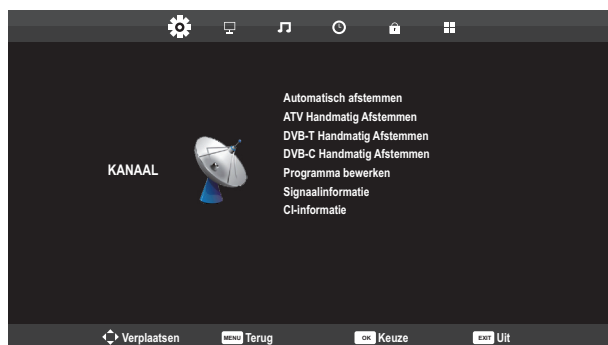 KANAAL
Automatisch afstemmen
ATV Handmatig Afstemmen
DVB-T Handmatig Afstemmen
DVB-C Handmatig Afstemmen
Programma bewerken
Signaalinformatie
CI-informatie
Verplaatsen MENU Terug OK Keuze EXIT Uit